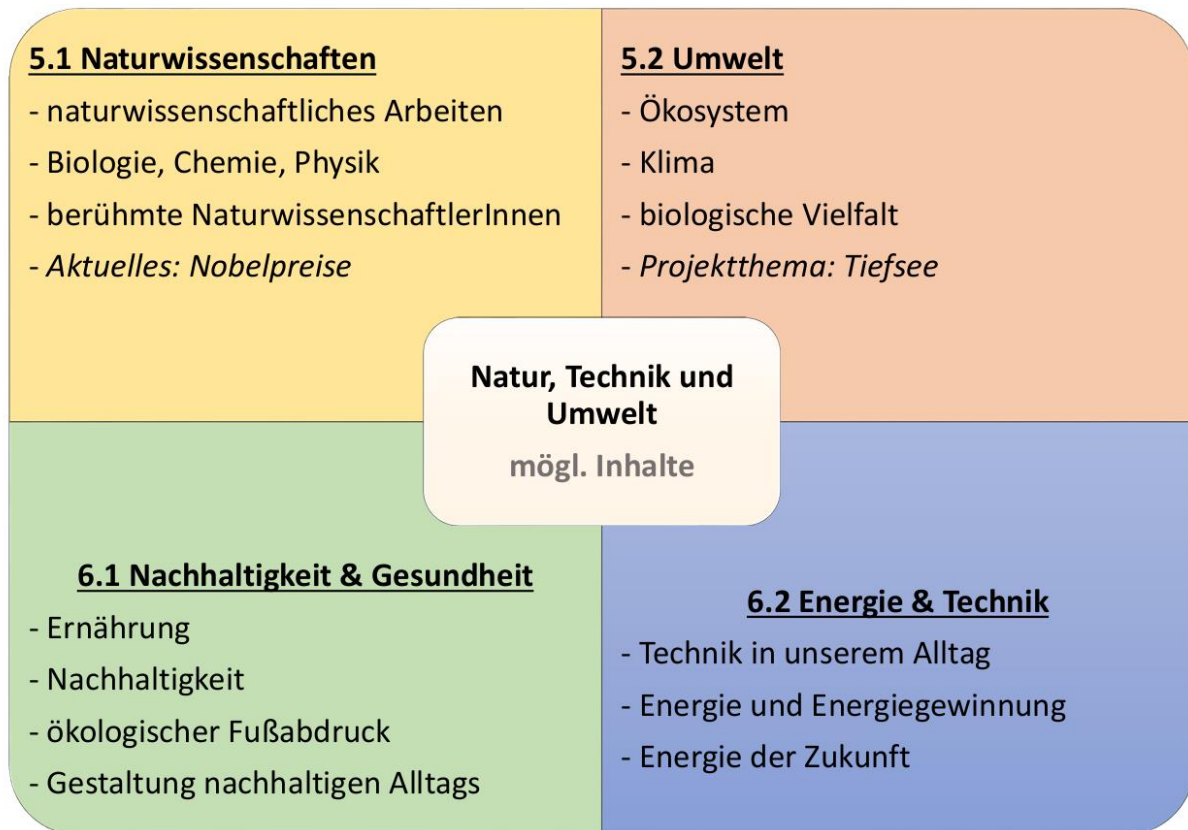 5.1 Naturwissenschaften
- naturwissenschaftliches Arbeiten
- Biologie, Chemie, Physik
- berühmte NaturwissenschaftlerInnen
- Aktuelles: Nobelpreise
5.2 Umwelt
- Ökosystem
- Klima
- biologische Vielfalt
- Projektthema: Tiefsee
Natur, Technik und
Umwelt
mögl. Inhalte
6.1 Nachhaltigkeit & Gesundheit
- Ernährung
- Nachhaltigkeit
- ökologischer Fußabdruck
- Gestaltung nachhaltigen Alltags
6.2 Energie & Technik
- Technik in unserem Alltag
- Energie und Energiegewinnung
- Energie der Zukunft